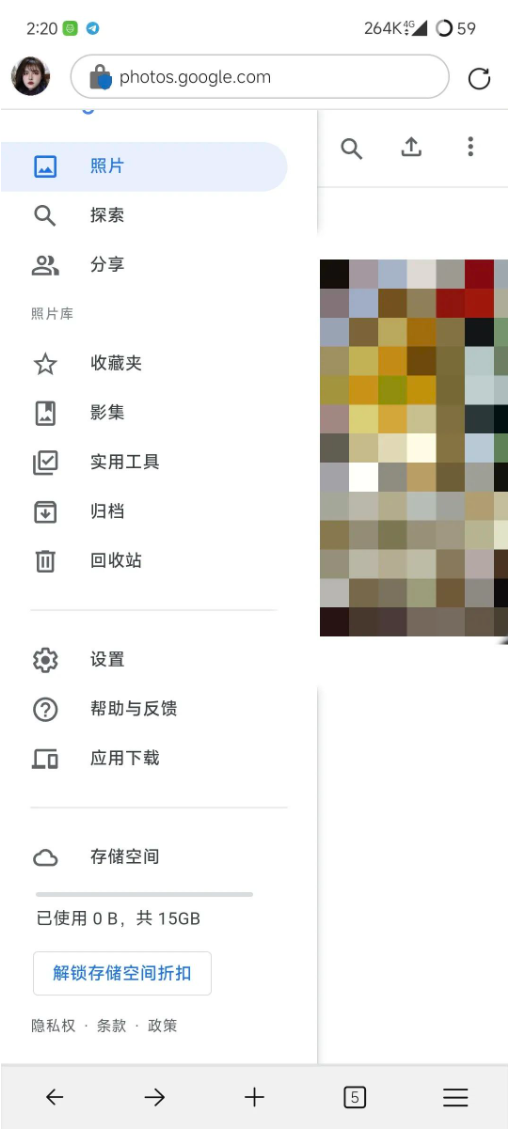 2:20
264K 4G 59
photos.google.com
照片
探索
分享
照片库
收藏夹
影集
实用工具
归档
回收站
设置
帮助与反馈
应用下载
存储空间
已使用 0 B，共 15GB
解锁存储空间折扣
隐私权 · 条款 · 政策
5